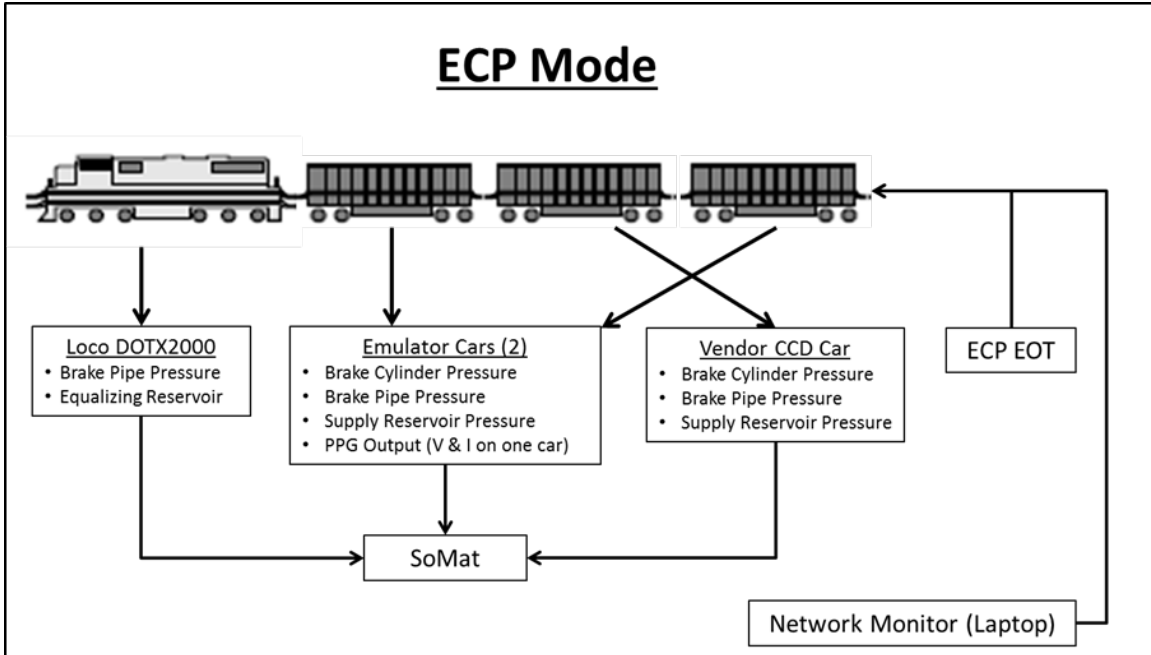 ECP Mode
Loco DOTX2000
• Brake Pipe Pressure
• Equalizing Reservoir
Emulator Cars (2)
• Brake Cylinder Pressure
• Brake Pipe Pressure
• Supply Reservoir Pressure
• PPG Output (V & I on one car)
Vendor CCD Car
• Brake Cylinder Pressure
• Brake Pipe Pressure
• Supply Reservoir Pressure
ECP EOT
SoMat
Network Monitor (Laptop)